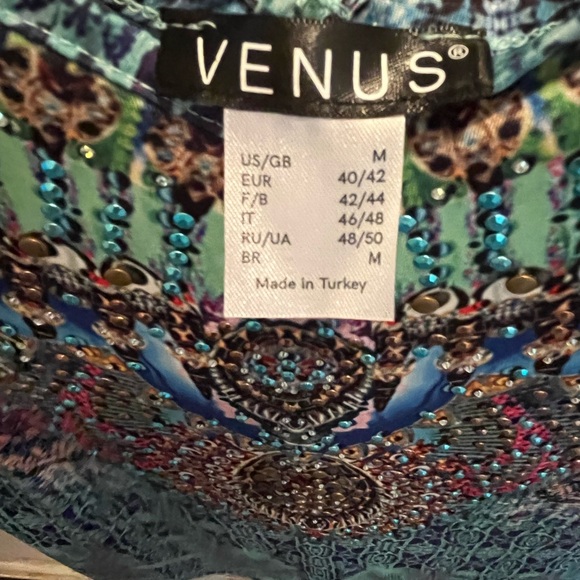 VENUS®
US/GB M
EUR 40/42
F/B 42/44
IT 46/48
RU/UA 48/50
BR M
Made in Turkey